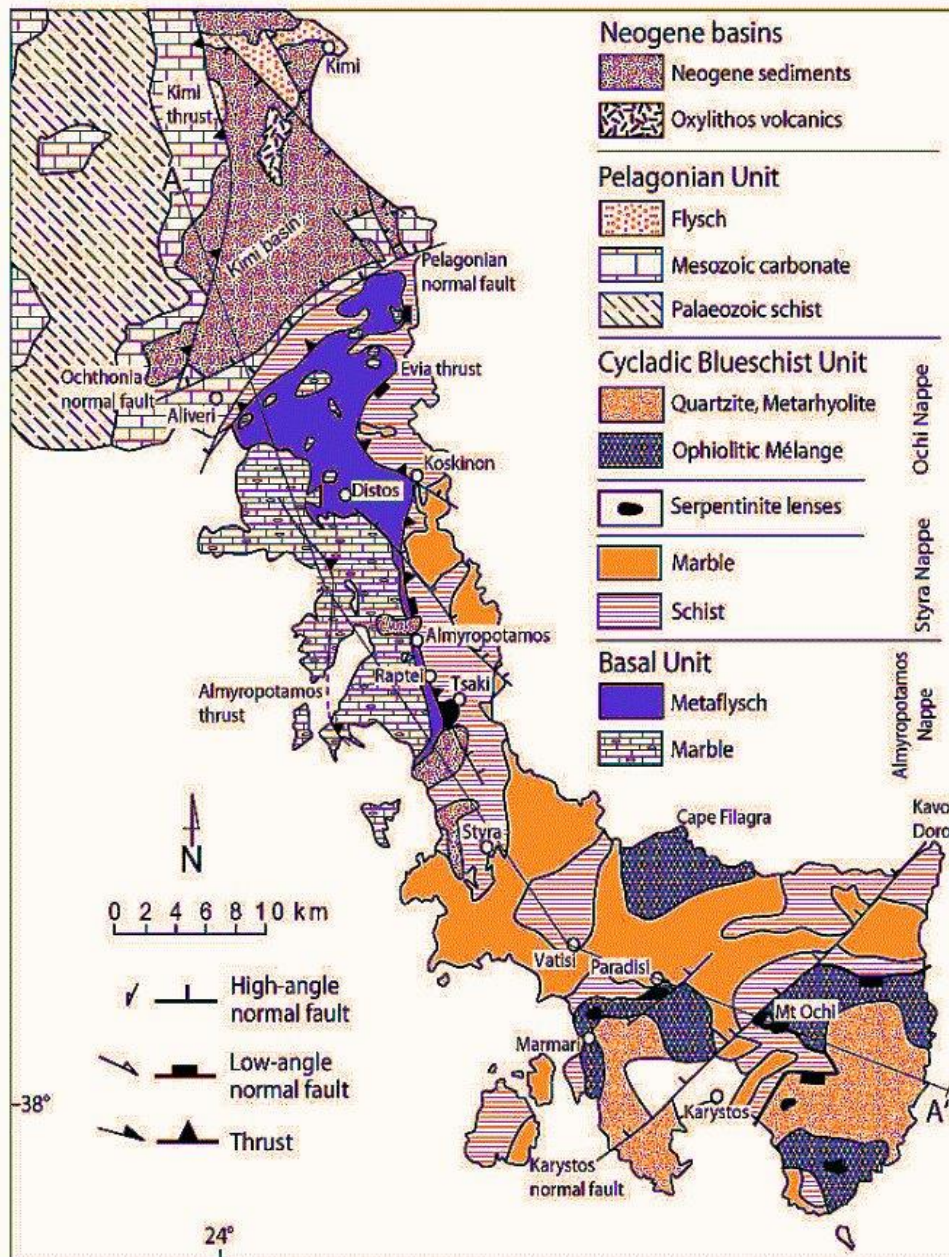 Kimi
Kimi
thrust
A
Kimi basin
Pelagonian
normal fault
Ochthonia
normal fault
Aliveri
Evia thrust
Koskinon
Distos
Almyropotamos
Raptei
Tsaki
Almyropotamos
thrust
Styra
Cape Filagra
Kavo
Doro
Vatisi
Paradisi
Mt Ochi
Marmari
Karystos
A'
Karystos
normal fault
N
0 2 4 6 8 10 km
High-angle
normal fault
Low-angle
normal fault
Thrust
38°
24°
Neogene basins
Neogene sediments
Oxylithos volcanics
Pelagonian Unit
Flysch
Mesozoic carbonate
Palaeozoic schist
Cycladic Blueschist Unit
Quartzite, Metarhyolite
Ophiolitic Mélange
Ochi Nappe
Serpentinite lenses
Marble
Schist
Styra Nappe
Basal Unit
Metaflysch
Marble
Almyropotamos
Nappe